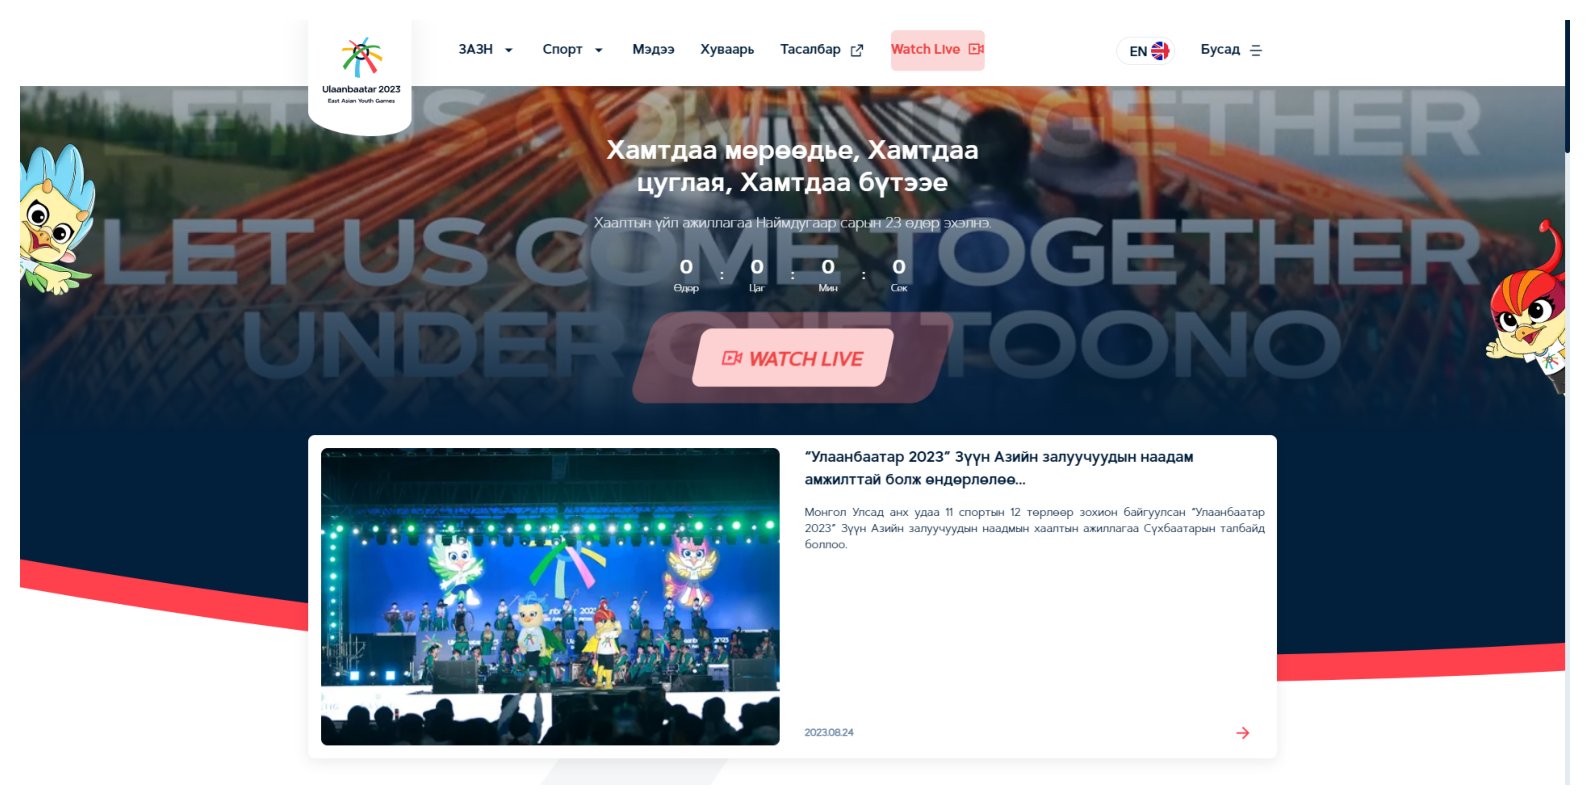 ЗАЗН
Спорт
Мэдээ
Хуваарь
Тасалбар
Watch Live
EN
Бусад
Ulaanbaatar 2023
East Asian Youth Games
LET US COME TOGETHER
Хамтдаа мөрөөдье, Хамтдаа
цуглая, Хамтдаа бүтээе
Хаалтын үйл ажиллагаа Наймдугаар сарын 23 өдөр эхэлнэ.
LET US COME TOGETHER
0 : 0 : 0 : 0
Өдөр Цаг Мин Сек
UNDER ONE TOONO
WATCH LIVE
"Улаанбаатар 2023" Зүүн Азийн залуучуудын наадам
амжилттай болж өндөрлөлөө...
Монгол Улсад анх удаа 11 спортын 12 төрлөөр зохион байгуулсан "Улаанбаатар
2023" Зүүн Азийн залуучуудын наадмын хаалтын ажиллагаа Сүхбаатарын талбайд
боллоо.
2023.08.24